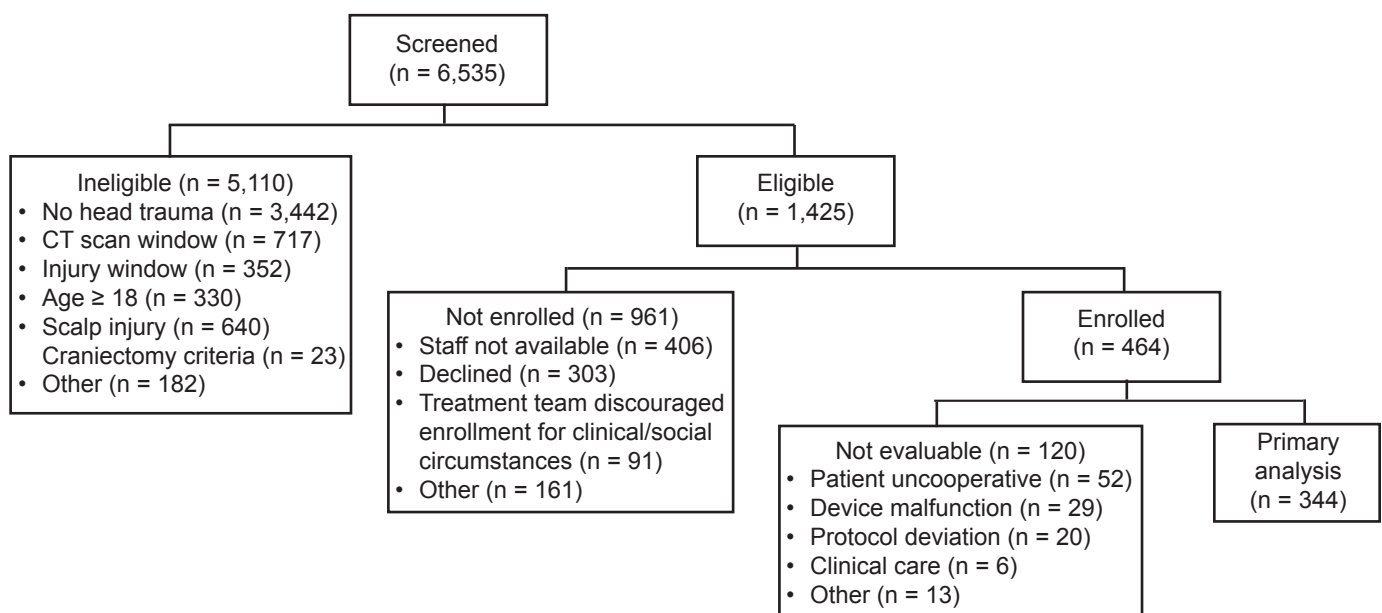 Screened
(n = 6,535)
Ineligible (n = 5,110)
• No head trauma (n = 3,442)
• CT scan window (n = 717)
• Injury window (n = 352)
• Age ≥ 18 (n = 330)
• Scalp injury (n = 640)
Craniectomy criteria (n = 23)
• Other (n = 182)
Eligible
(n = 1,425)
Not enrolled (n = 961)
• Staff not available (n = 406)
• Declined (n = 303)
• Treatment team discouraged
enrollment for clinical/social
circumstances (n = 91)
• Other (n = 161)
Enrolled
(n = 464)
Not evaluable (n = 120)
• Patient uncooperative (n = 52)
• Device malfunction (n = 29)
• Protocol deviation (n = 20)
• Clinical care (n = 6)
• Other (n = 13)
Primary
analysis
(n = 344)